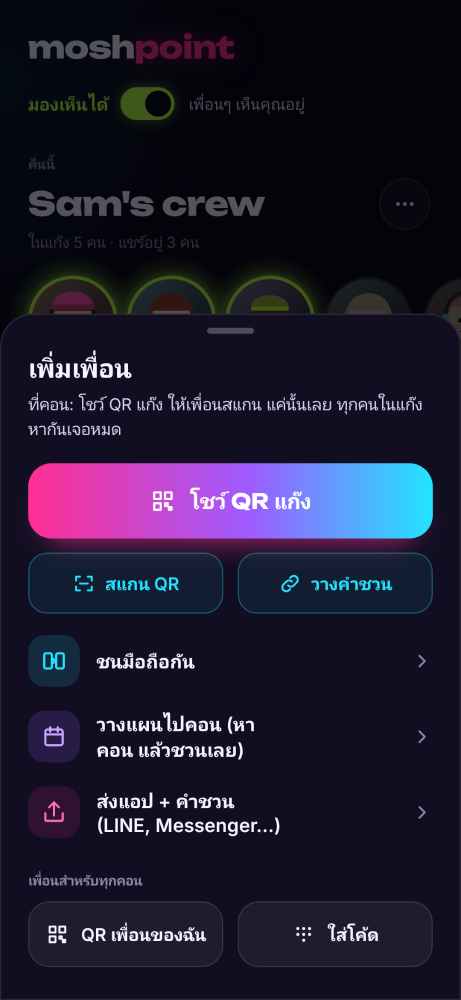 moshpoint
มองเห็นได้
เพื่อนๆ เห็นคุณอยู่
คืนนี้
Sam's crew
ในแก๊ง 5 คน · แชร์อยู่ 3 คน
เพิ่มเพื่อน
ที่คอน: โชว์ QR แก๊ง ให้เพื่อนสแกน แค่นั้นเลย ทุกคนในแก๊ง
หากันเจอหมด
โชว์ QR แก๊ง
สแกน QR
วางคำชวน
ชนมือถือกัน
วางแผนไปคอน (หา
คอน แล้วชวนเลย)
ส่งแอป + คำชวน
(LINE, Messenger...)
เพื่อนสำหรับทุกคอน
QR เพื่อนของฉัน
ใส่โค้ด